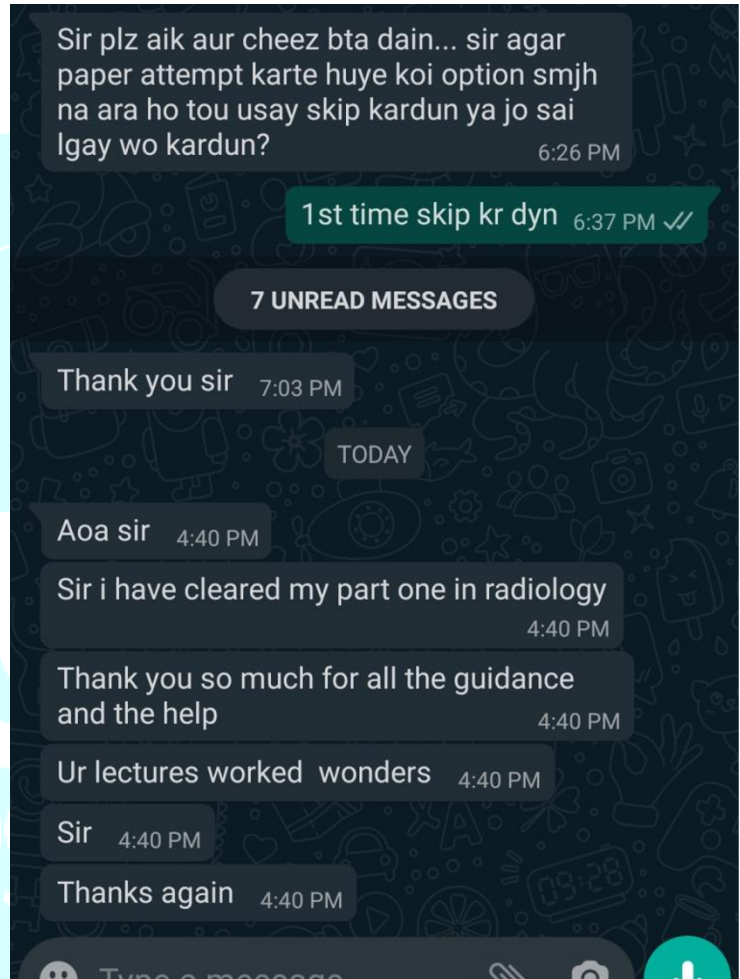 Sir plz aik aur cheez bta dain... sir agar
paper attempt karte huye koi option smjh
na ara ho tou usay skip kardun ya jo sai
lgay wo kardun?
6:26 PM
1st time skip kr dyn 6:37 PM
7 UNREAD MESSAGES
Thank you sir 7:03 PM
TODAY
Aoa sir 4:40 PM
Sir i have cleared my part one in radiology
4:40 PM
Thank you so much for all the guidance
and the help 4:40 PM
Ur lectures worked wonders 4:40 PM
Sir 4:40 PM
Thanks again 4:40 PM
Type a message